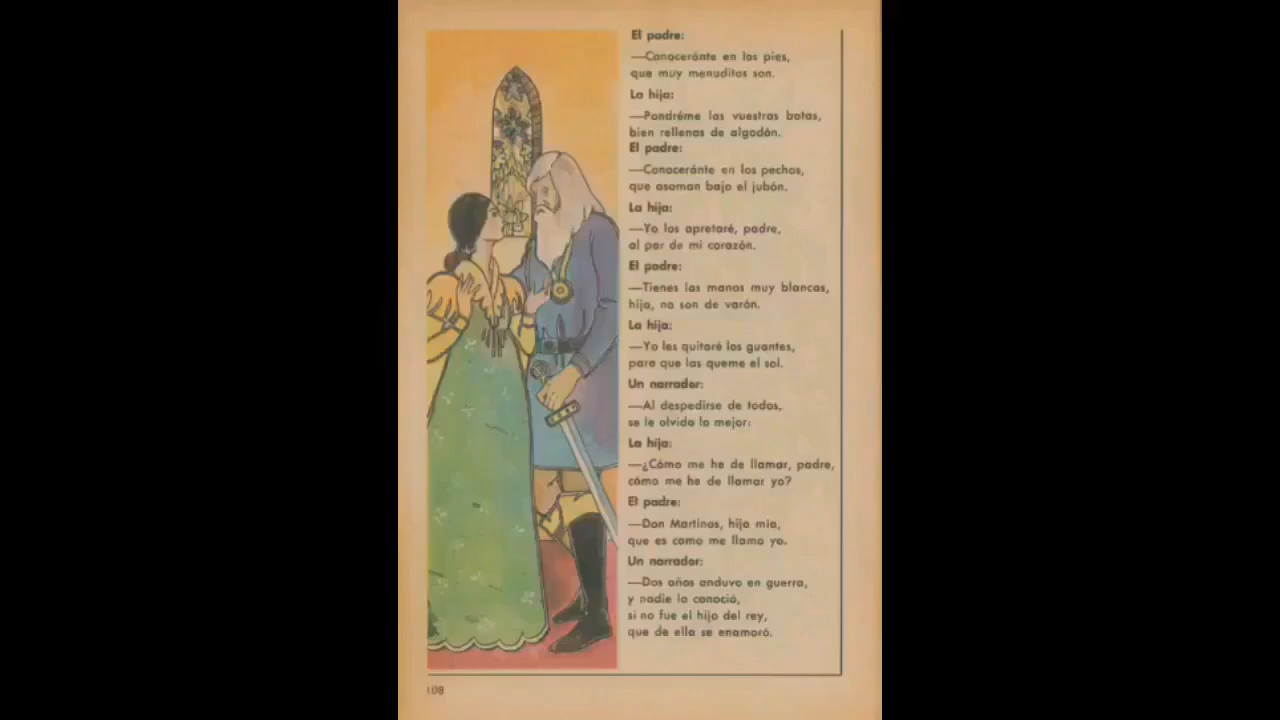 El padre:
—Conoceránte en los pies,
que muy menuditos son.
La hija:
—Pondréme las vuestras botas,
bien rellenas de algodón.
El padre:
—Conoceránte en los pechos,
que asoman bajo el jubón.
La hija:
—Yo los apretaré, padre,
al par de mi corazón.
El padre:
—Tienes las manos muy blancas,
hija, no son de varón.
La hija:
—Yo les quitaré los guantes,
para que las queme el sol.
Un narrador:
—Al despedirse de todos,
se le olvida lo mejor:
La hija:
—¿Cómo me he de llamar, padre,
cómo me he de llamar yo?
El padre:
—Don Martinos, hija mía,
que es como me llamo yo.
Un narrador:
—Dos años anduvo en guerra,
y nadie la conoció,
si no fue el hijo del rey,
que de ella se enamoró.
108